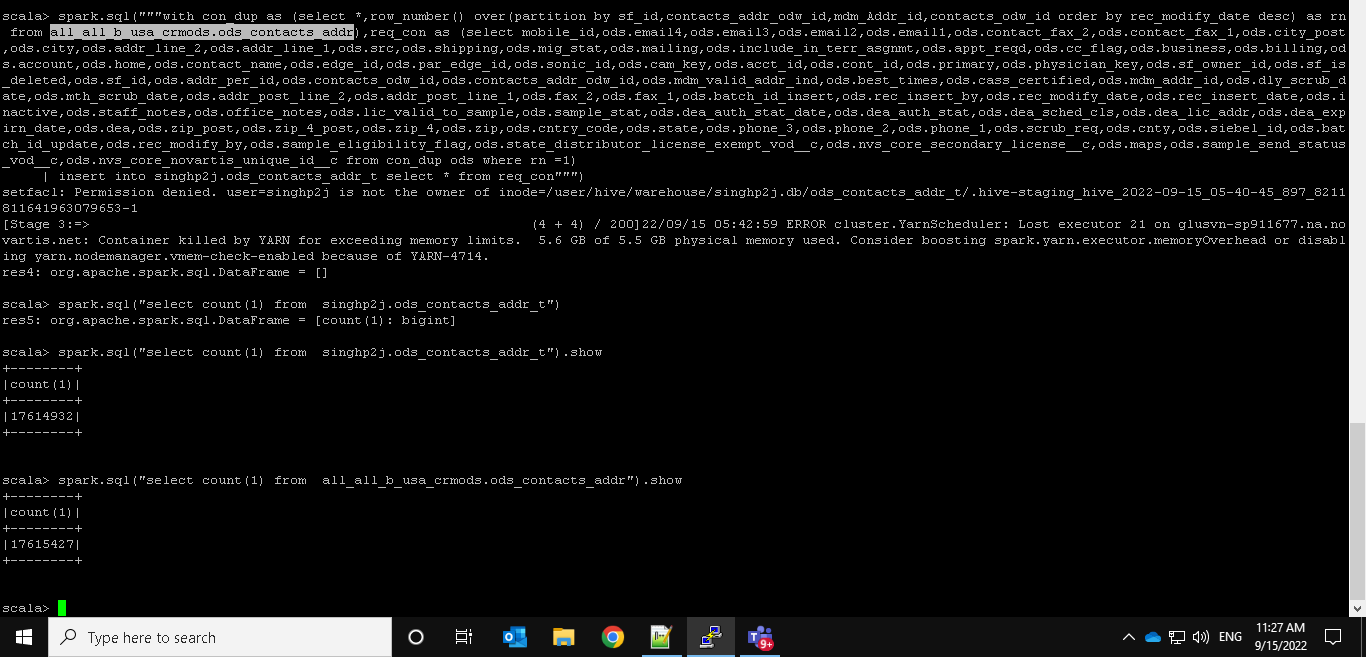 scala> spark.sql("""with con_dup as (select *,row_number() over(partition by sf_id,contacts_addr_odw_id,mdm_Addr_id,contacts_odw_id order by rec_modify_date desc) as rn
 from all_all_b_usa_crmods.ods_contacts_addr),req_con as (select mobile_id,ods.email4,ods.email3,ods.email2,ods.email1,ods.contact_fax_2,ods.contact_fax_1,ods.city_post
,ods.city,ods.addr_line_2,ods.addr_line_1,ods.src,ods.shipping,ods.mig_stat,ods.mailing,ods.include_in_terr_asgnmt,ods.appt_reqd,ods.cc_flag,ods.business,ods.billing,od
s.account,ods.home,ods.contact_name,ods.edge_id,ods.par_edge_id,ods.sonic_id,ods.cam_key,ods.acct_id,ods.cont_id,ods.primary,ods.physician_key,ods.sf_owner_id,ods.sf_is
_deleted,ods.sf_id,ods.addr_per_id,ods.contacts_odw_id,ods.contacts_addr_odw_id,ods.mdm_valid_addr_ind,ods.best_times,ods.cass_certified,ods.mdm_addr_id,ods.dly_scrub_d
ate,ods.mth_scrub_date,ods.addr_post_line_2,ods.addr_post_line_1,ods.fax_2,ods.fax_1,ods.batch_id_insert,ods.rec_insert_by,ods.rec_modify_date,ods.rec_insert_date,ods.i
nactive,ods.staff_notes,ods.office_notes,ods.lic_valid_to_sample,ods.sample_stat,ods.dea_auth_stat_date,ods.dea_auth_stat,ods.dea_sched_cls,ods.dea_lic_addr,ods.dea_exp
irn_date,ods.dea,ods.zip_post,ods.zip_4_post,ods.zip_4,ods.zip,ods.cntry_code,ods.state,ods.phone_3,ods.phone_2,ods.phone_1,ods.scrub_req,ods.cnty,ods.siebel_id,ods.bat
ch_id_update,ods.rec_modify_by,ods.sample_eligibility_flag,ods.state_distributor_license_exempt_vod__c,ods.nvs_core_secondary_license__c,ods.maps,ods.sample_send_status
_vod__c,ods.nvs_core_novartis_unique_id__c from con_dup ods where rn =1)
     | insert into singhp2j.ods_contacts_addr_t select * from req_con""")
setfacl: Permission denied. user=singhp2j is not the owner of inode=/user/hive/warehouse/singhp2j.db/ods_contacts_addr_t/.hive-staging_hive_2022-09-15_05-40-45_897_8211
811641963079653-1
[Stage 3:=> (4 + 4) / 200]22/09/15 05:42:59 ERROR cluster.YarnScheduler: Lost executor 21 on glusvn-sp911677.na.no
vartis.net: Container killed by YARN for exceeding memory limits.  5.6 GB of 5.5 GB physical memory used. Consider boosting spark.yarn.executor.memoryOverhead or disabl
ing yarn.nodemanager.vmem-check-enabled because of YARN-4714.
res4: org.apache.spark.sql.DataFrame = []
scala> spark.sql("select count(1) from  singhp2j.ods_contacts_addr_t")
res5: org.apache.spark.sql.DataFrame = [count(1): bigint]
scala> spark.sql("select count(1) from  singhp2j.ods_contacts_addr_t").show
+--------+
|count(1)|
+--------+
|17614932|
+--------+
scala> spark.sql("select count(1) from  all_all_b_usa_crmods.ods_contacts_addr").show
+--------+
|count(1)|
+--------+
|17615427|
+--------+
scala>
Type here to search
9+
ENG
11:27 AM
9/15/2022